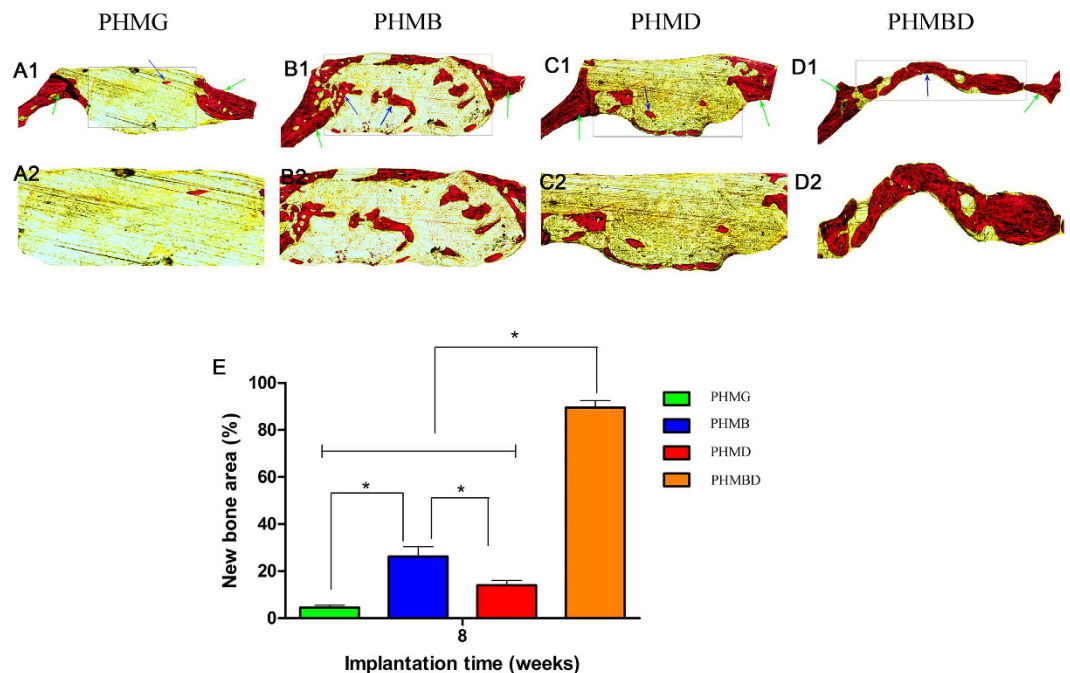 PHMG PHMB PHMD PHMBD
A1 B1 C1 D1
A2 B2 C2 D2
E
*
100
80
60
40
20
0
* *
New bone area (%)
PHMG
PHMB
PHMD
PHMBD
8
Implantation time (weeks)